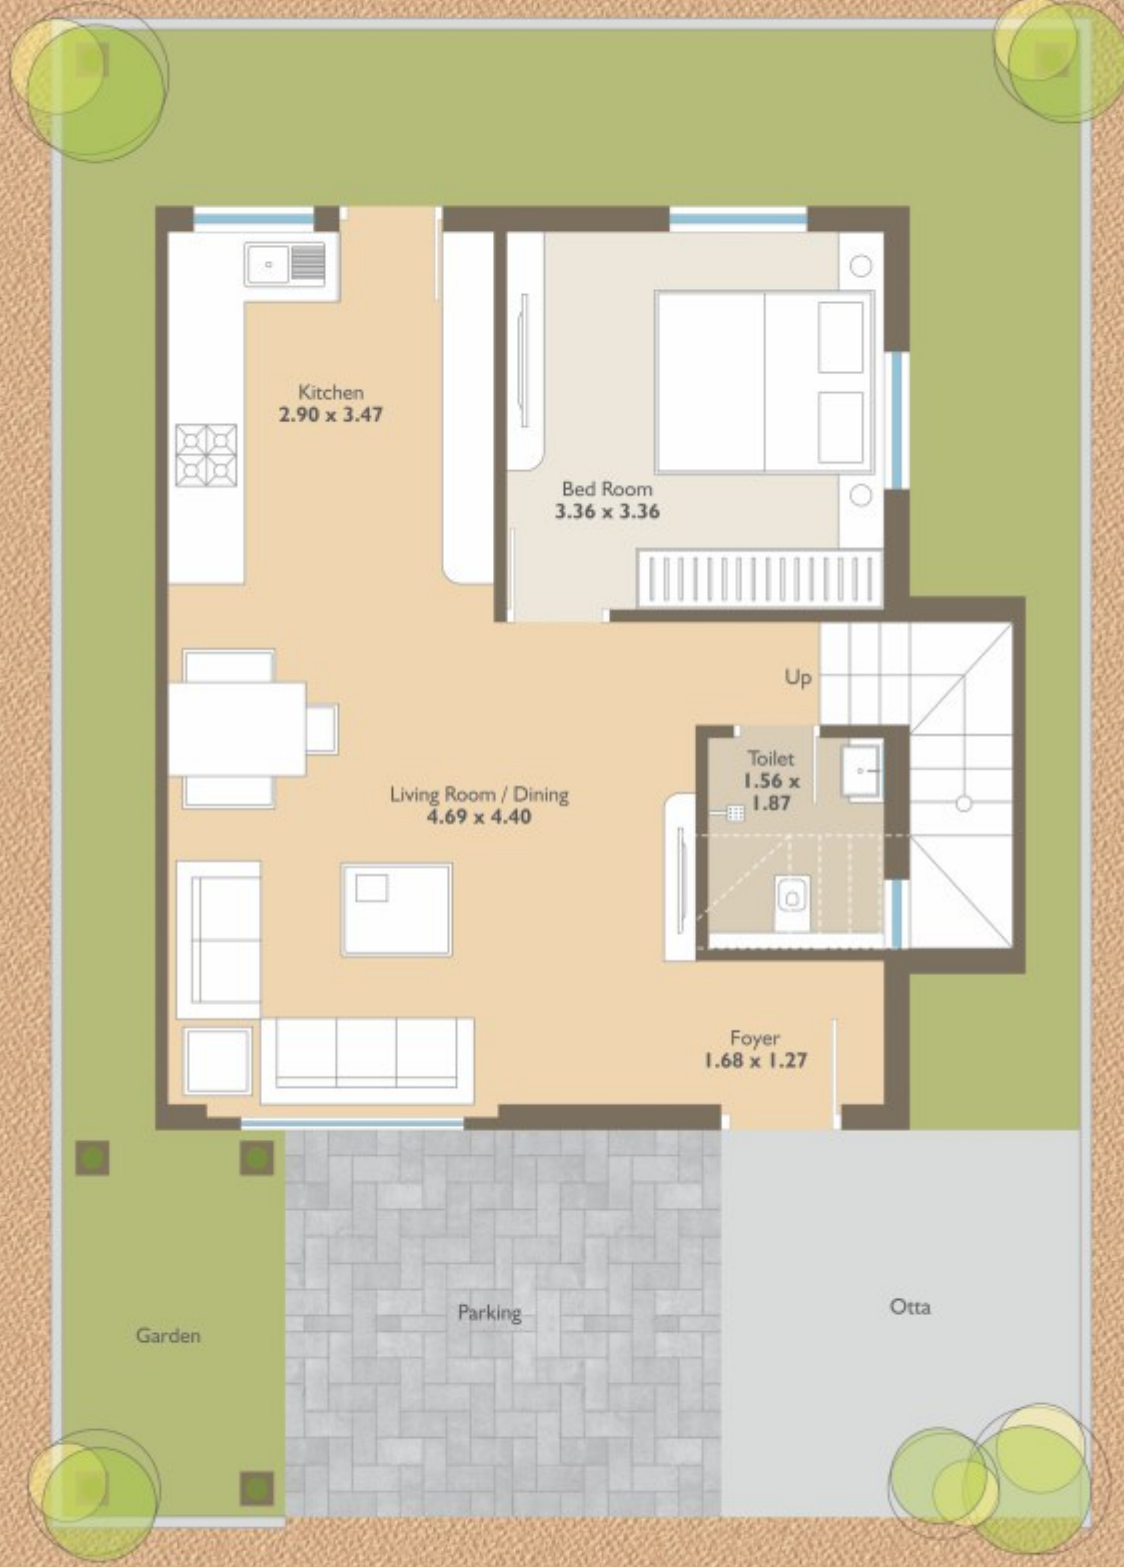 Kitchen
2.90 x 3.47
Bed Room
3.36 x 3.36
Up
Toilet
1.56 x
1.87
Living Room / Dining
4.69 x 4.40
Foyer
1.68 x 1.27
Garden
Parking
Otta